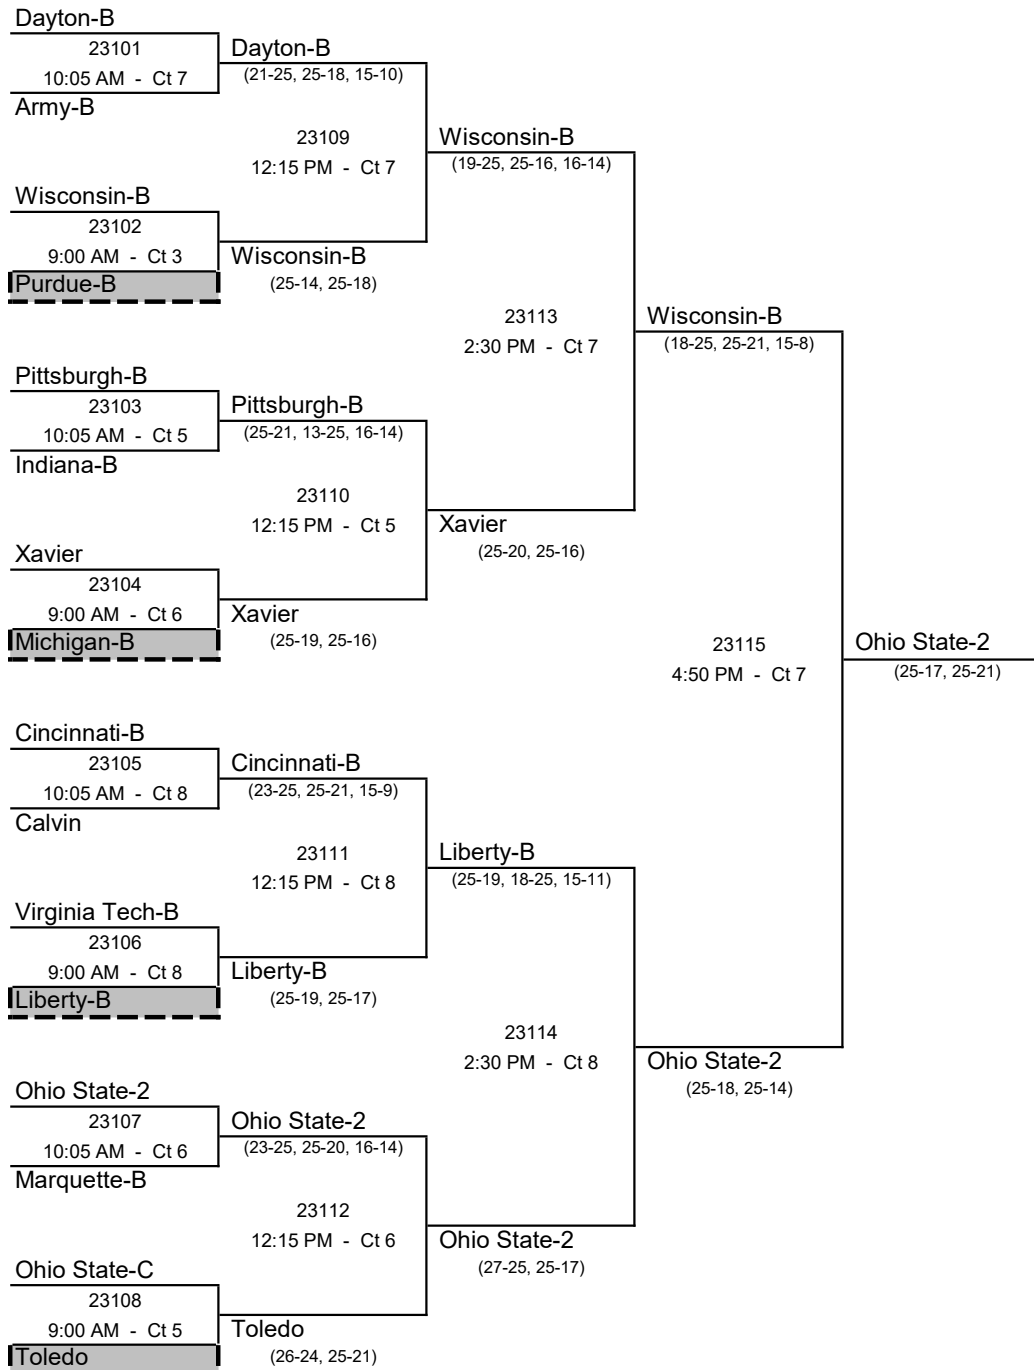 Dayton-B
23101
10:05 AM - Ct 7
Army-B
Dayton-B
(21-25, 25-18, 15-10)
23109
12:15 PM - Ct 7
Wisconsin-B
(19-25, 25-16, 16-14)
Wisconsin-B
23102
9:00 AM - Ct 3
Purdue-B
Wisconsin-B
(25-14, 25-18)
23113
2:30 PM - Ct 7
Wisconsin-B
(18-25, 25-21, 15-8)
Pittsburgh-B
23103
10:05 AM - Ct 5
Indiana-B
Pittsburgh-B
(25-21, 13-25, 16-14)
23110
12:15 PM - Ct 5
Xavier
(25-20, 25-16)
Xavier
23104
9:00 AM - Ct 6
Michigan-B
Xavier
(25-19, 25-16)
23115
4:50 PM - Ct 7
Ohio State-2
(25-17, 25-21)
Cincinnati-B
23105
10:05 AM - Ct 8
Calvin
Cincinnati-B
(23-25, 25-21, 15-9)
23111
12:15 PM - Ct 8
Liberty-B
(25-19, 18-25, 15-11)
Virginia Tech-B
23106
9:00 AM - Ct 8
Liberty-B
Liberty-B
(25-19, 25-17)
23114
2:30 PM - Ct 8
Ohio State-2
(25-18, 25-14)
Ohio State-2
23107
10:05 AM - Ct 6
Marquette-B
Ohio State-2
(23-25, 25-20, 16-14)
23112
12:15 PM - Ct 6
Ohio State-2
(27-25, 25-17)
Ohio State-C
23108
9:00 AM - Ct 5
Toledo
Toledo
(26-24, 25-21)